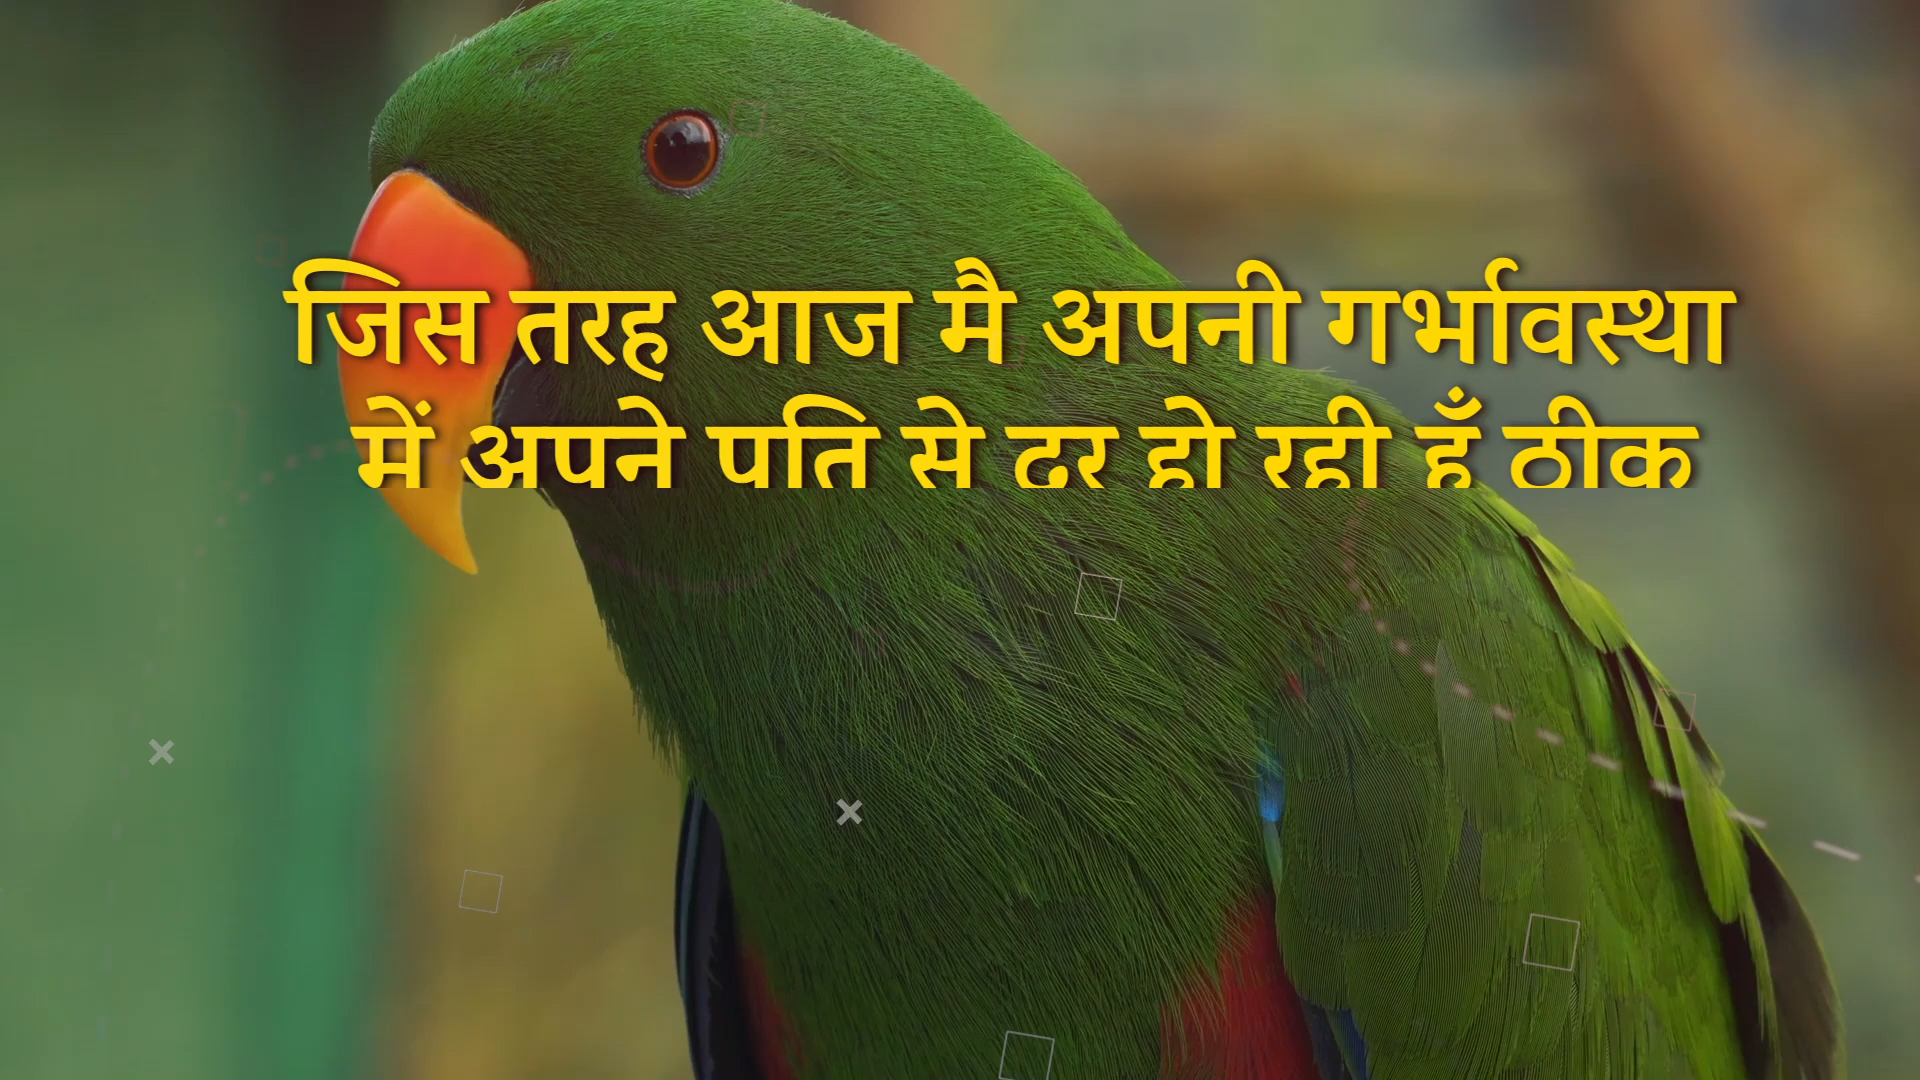 जिस तरह आज मै अपनी गर्भावस्था
में अपने पति से दूर हो रही हूँ ठीक